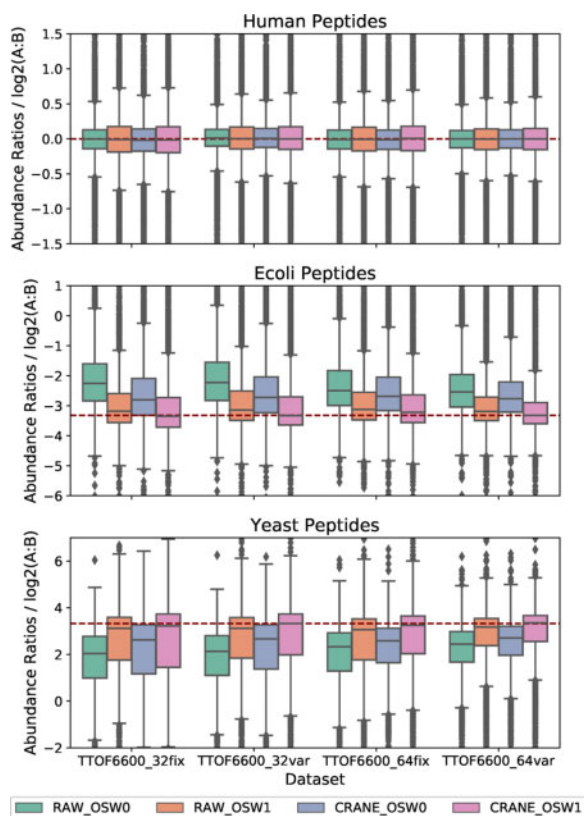 Human Peptides
Abundance Ratios / log2(A:B)
1.5
1.0
0.5
0.0
−0.5
−1.0
−1.5
Ecoli Peptides
Abundance Ratios / log2(A:B)
1
0
−1
−2
−3
−4
−5
−6
Yeast Peptides
Abundance Ratios / log2(A:B)
6
4
2
0
−2
TTOF6600_32fix TTOF6600_32var TTOF6600_64fix TTOF6600_64var
Dataset
RAW_OSW0 RAW_OSW1 CRANE_OSW0 CRANE_OSW1